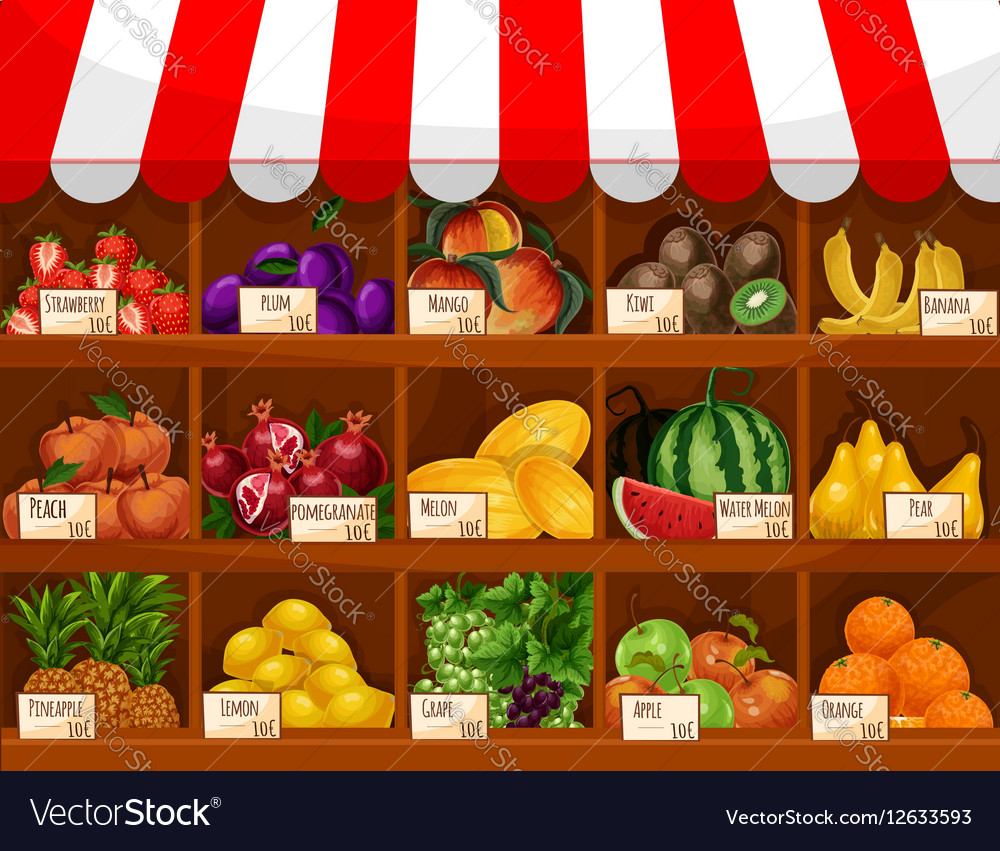 STRAWBERRY
10€
PLUM
10€
MANGO
10€
KIWI
10€
BANANA
10€
PEACH
10€
POMEGRANATE
10€
MELON
10€
WATER MELON
10€
PEAR
10€
PINEAPPLE
10€
LEMON
10€
GRAPE
10€
APPLE
10€
ORANGE
10€
VectorStock®
VectorStock.com/12633593